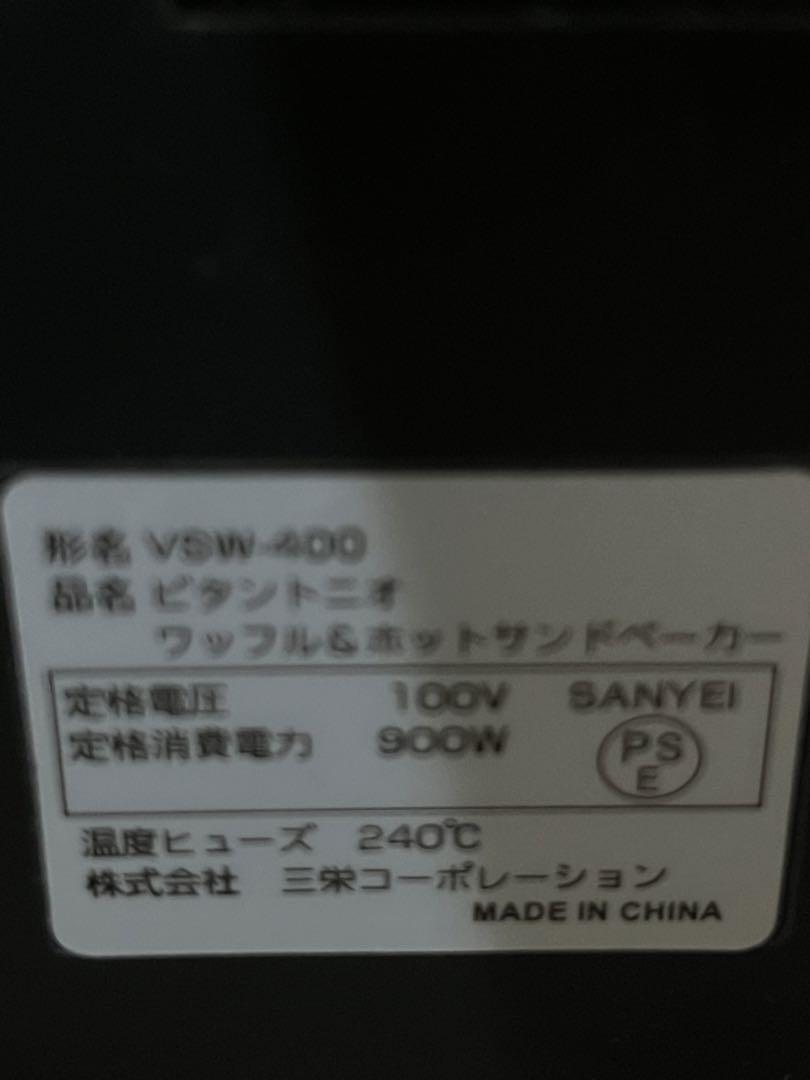 形名 VSW-400
品名 ビタントニオ
ワッフル&ホットサンドベーカー
定格電圧 100V SANYEI
定格消費電力 900W PSE
温度ヒューズ 240℃
株式会社 三栄コーポレーション
MADE IN CHINA